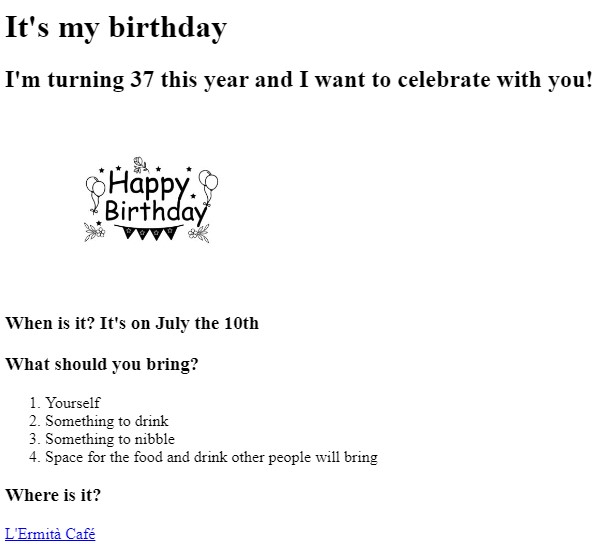 It's my birthday
I'm turning 37 this year and I want to celebrate with you!
Happy
Birthday
When is it? It's on July the 10th
What should you bring?
1. Yourself
2. Something to drink
3. Something to nibble
4. Space for the food and drink other people will bring
Where is it?
L'Ermità Café